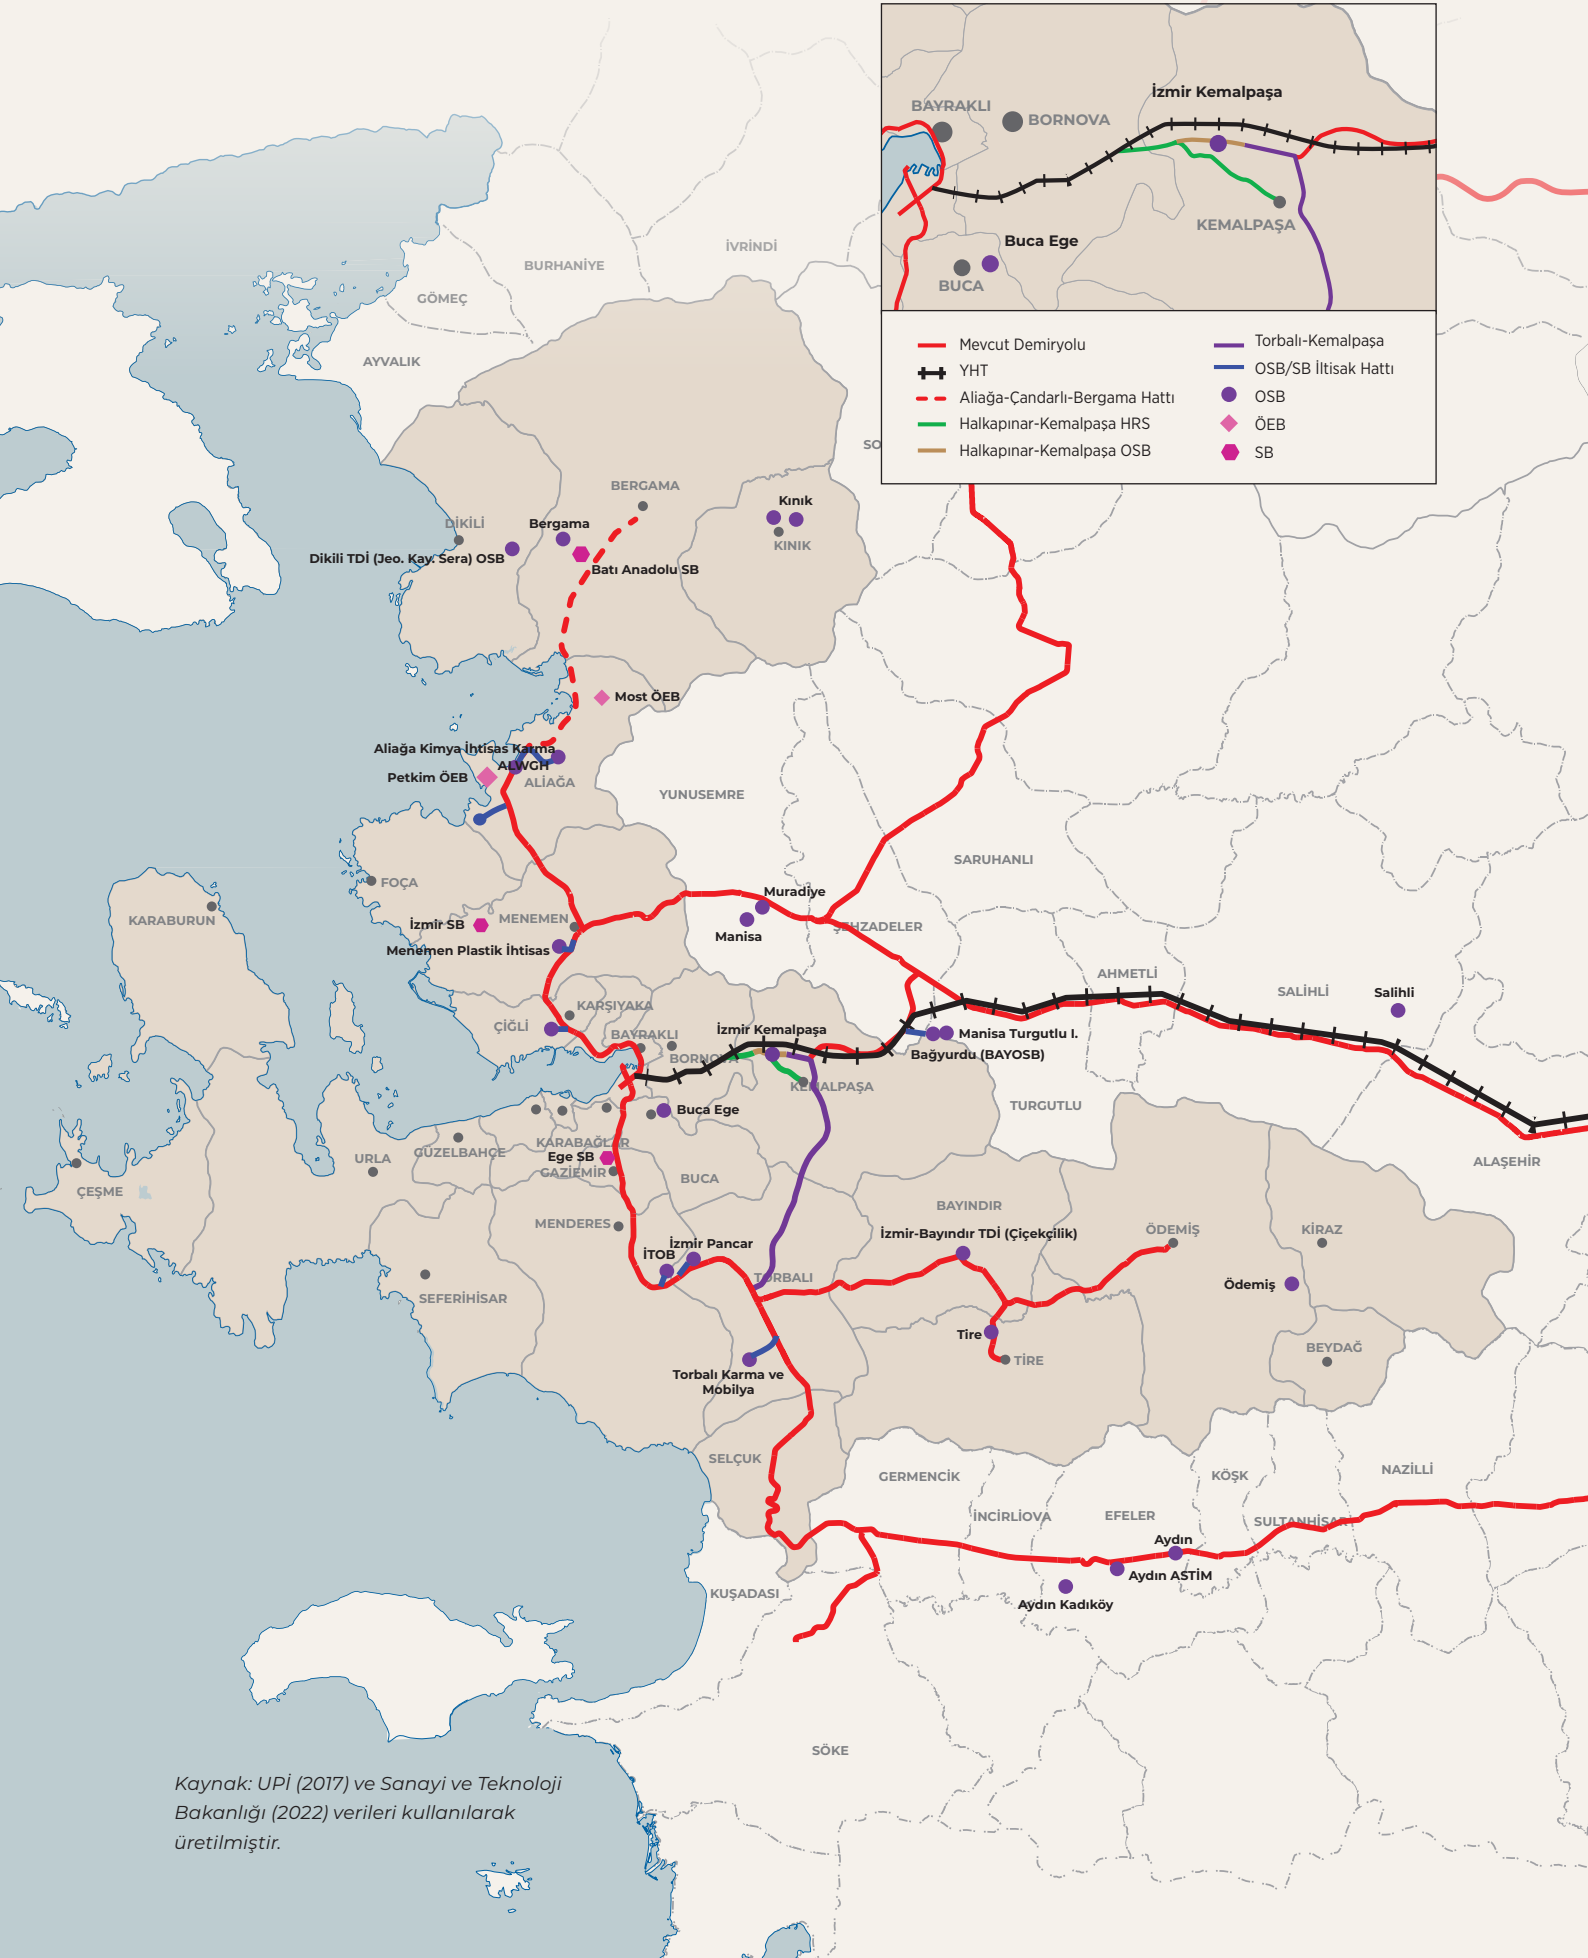 İzmir Kemalpaşa
BAYRAKLI
BORNOVA
KEMALPAŞA
Buca Ege
BUCA
Mevcut Demiryolu
YHT
Aliağa-Çandarlı-Bergama Hattı
Halkapınar-Kemalpaşa HRS
Halkapınar-Kemalpaşa OSB
Torbalı-Kemalpaşa
OSB/SB İltisak Hattı
OSB
ÖEB
SB
İVRİNDİ
BURHANİYE
GÖMEÇ
AYVALIK
SO
BERGAMA
Kınık
KINIK
DİKİLİ
Bergama
Dikili TDİ (Jeo. Kay. Sera) OSB
Batı Anadolu SB
Most ÖEB
Aliağa Kimya İhtisas Karma
ALWGH
Petkim ÖEB
ALİAĞA
YUNUSEMRE
SARUHANLI
FOÇA
Muradiye
KARABURUN
İzmir SB
MENEMEN
Manisa
ŞEHZADELER
Menemen Plastik İhtisas
AHMETLİ
SALİHLİ
Salihli
KARŞIYAKA
ÇİĞLİ
BAYRAKLI
İzmir Kemalpaşa
Manisa Turgutlu I.
BORNOVA
Bağyurdu (BAYOSB)
KEMALPAŞA
TURGUTLU
Buca Ege
KARABAĞLAR
GÜZELBAHÇE
URLA
Ege SB
GAZİEMİR
BUCA
ALAŞEHİR
ÇEŞME
MENDERES
BAYINDIR
İzmir-Bayındır TDİ (Çiçekçilik)
ÖDEMİŞ
KİRAZ
İzmir Pancar
İTOB
TORBALI
Ödemiş
SEFERİHİSAR
Tire
TİRE
BEYDAĞ
Torbalı Karma ve
Mobilya
SELÇUK
GERMENCİK
KÖŞK
NAZİLLİ
İNCİRLİOVA
EFELER
SULTANHİSAR
Aydın
Aydın ASTİM
KUŞADASI
Aydın Kadıköy
SÖKE
Kaynak: UPİ (2017) ve Sanayi ve Teknoloji
Bakanlığı (2022) verileri kullanılarak
üretilmiştir.